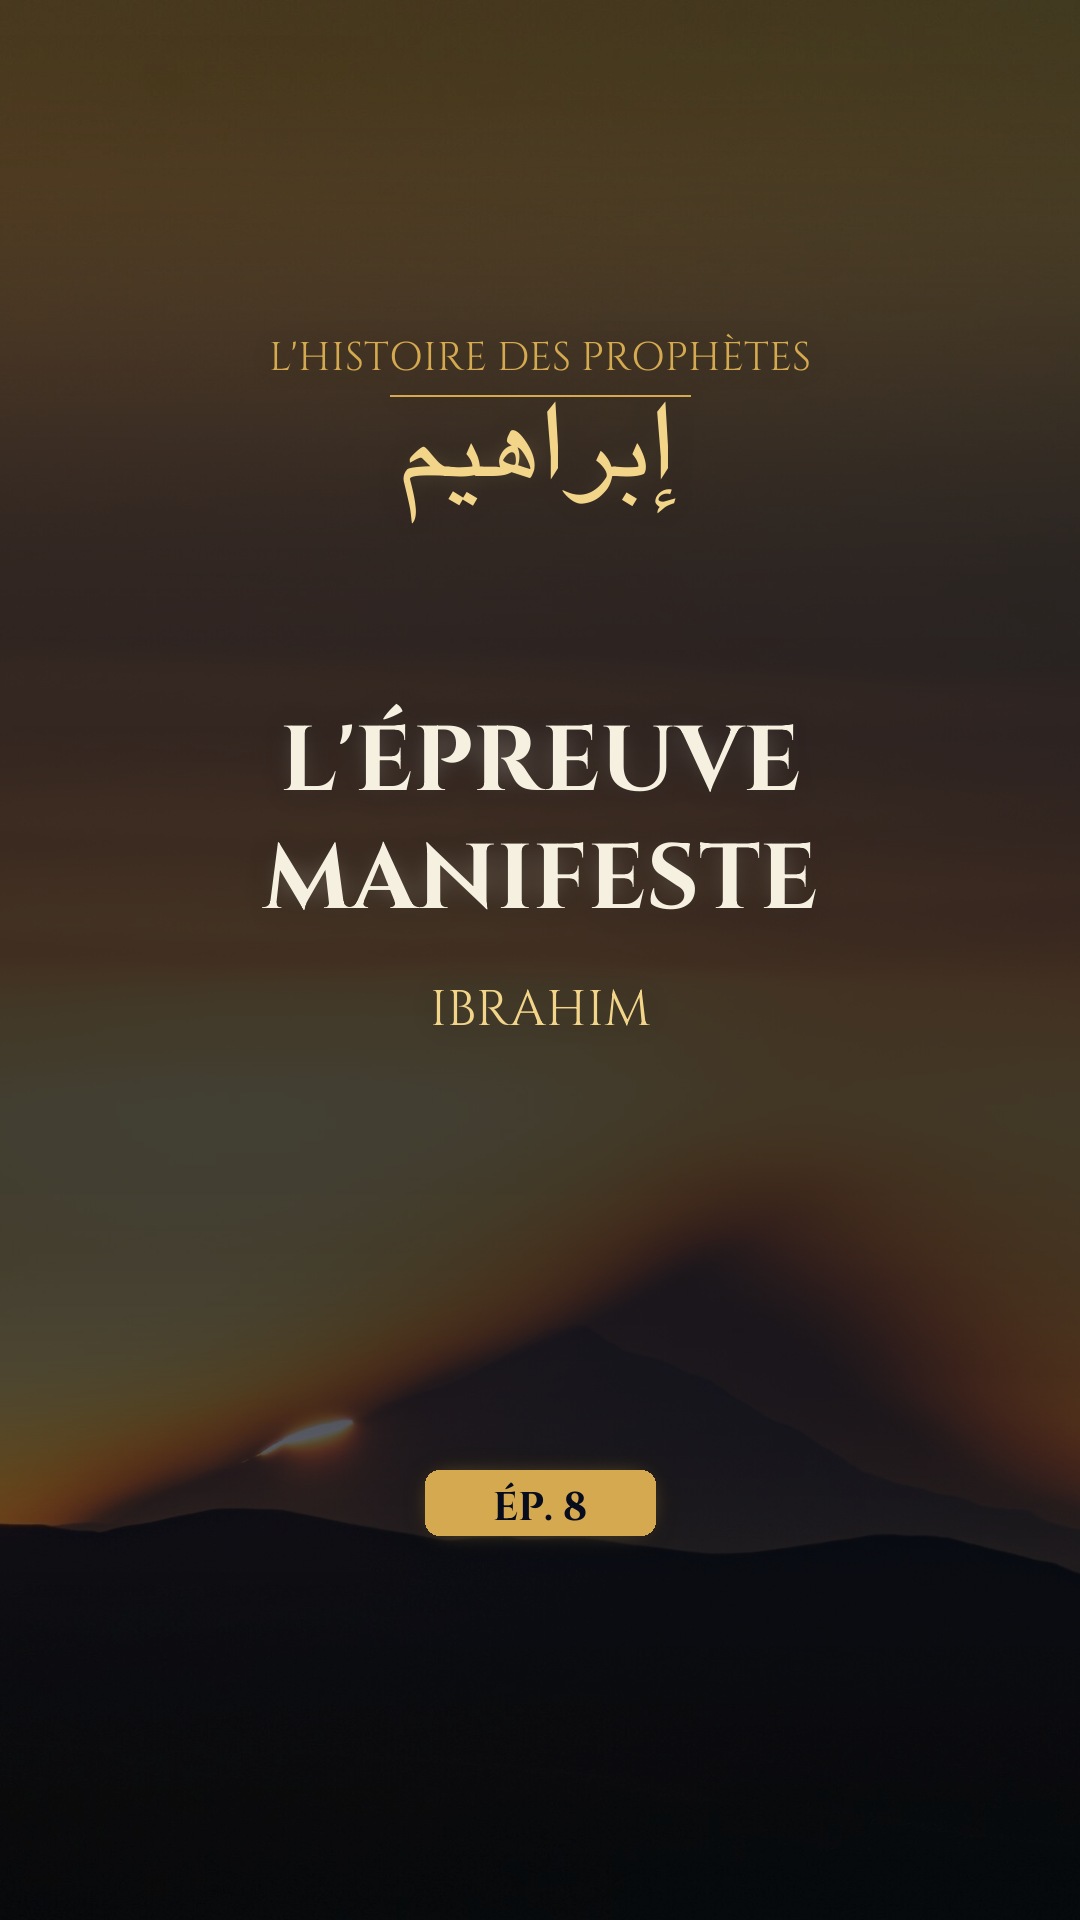 L'HISTOIRE DES PROPHÈTES
إبراهيم
L'ÉPREUVE
MANIFESTE
IBRAHIM
ÉP. 8